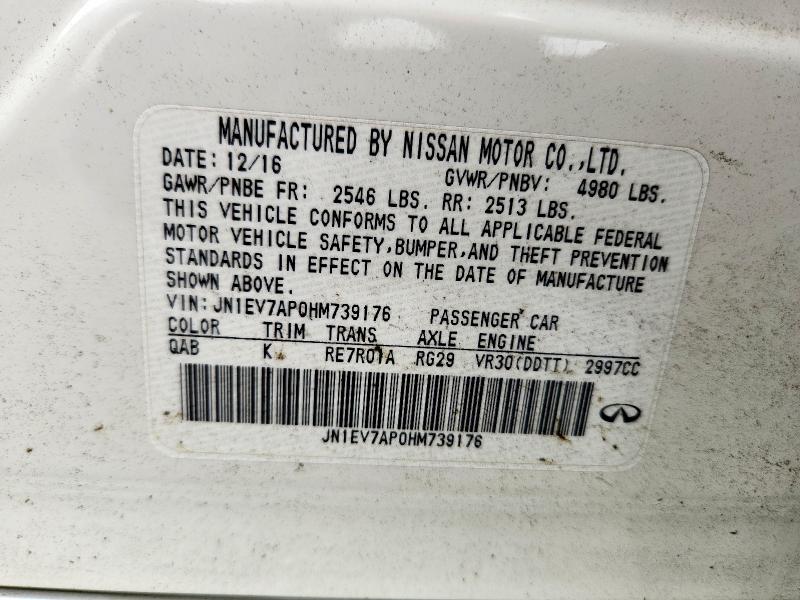 MANUFACTURED BY NISSAN MOTOR CO.,LTD.
DATE: 12/16 GVWR/PNBV: 4980 LBS.
GAWR/PNBE FR: 2546 LBS. RR: 2513 LBS.
THIS VEHICLE CONFORMS TO ALL APPLICABLE FEDERAL
MOTOR VEHICLE SAFETY,BUMPER,AND THEFT PREVENTION
STANDARDS IN EFFECT ON THE DATE OF MANUFACTURE
SHOWN ABOVE.
VIN:JN1EV7AP0HM739176 PASSENGER CAR
COLOR TRIM TRANS AXLE ENGINE
QAB K RE7R01A RG29 VR30(DDTT) 2997CC
JN1EV7AP0HM739176